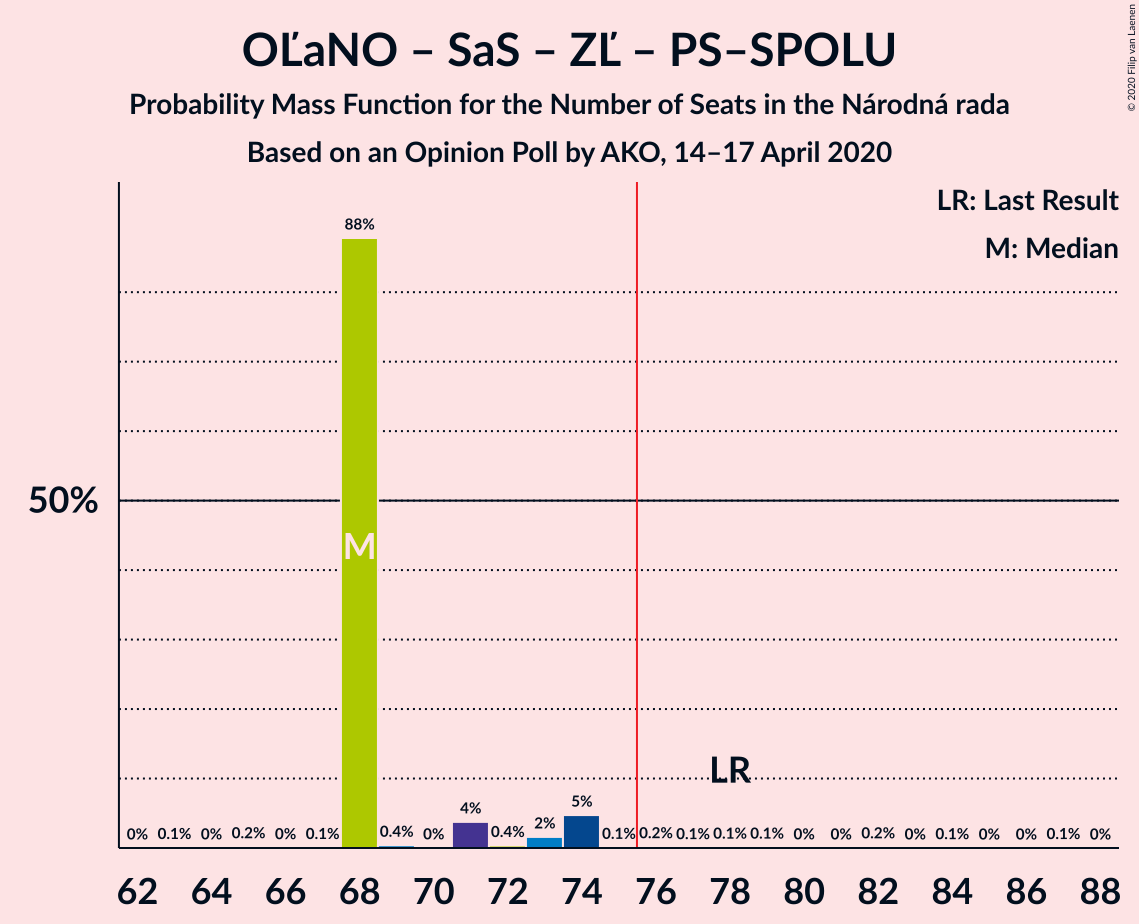 OĽaNO – SaS – ZĽ – PS–SPOLU
Probability Mass Function for the Number of Seats in the Národná rada
Based on an Opinion Poll by AKO, 14–17 April 2020
© 2020 Filip van Laenen
LR: Last Result
M: Median
88%
50%
M
LR
0% 0.1% 0% 0.2% 0% 0.1% 0.4% 0% 4% 0.4% 2% 5% 0.1% 0.2% 0.1% 0.1% 0.1% 0% 0% 0.2% 0% 0.1% 0% 0% 0.1% 0%
62 64 66 68 70 72 74 76 78 80 82 84 86 88